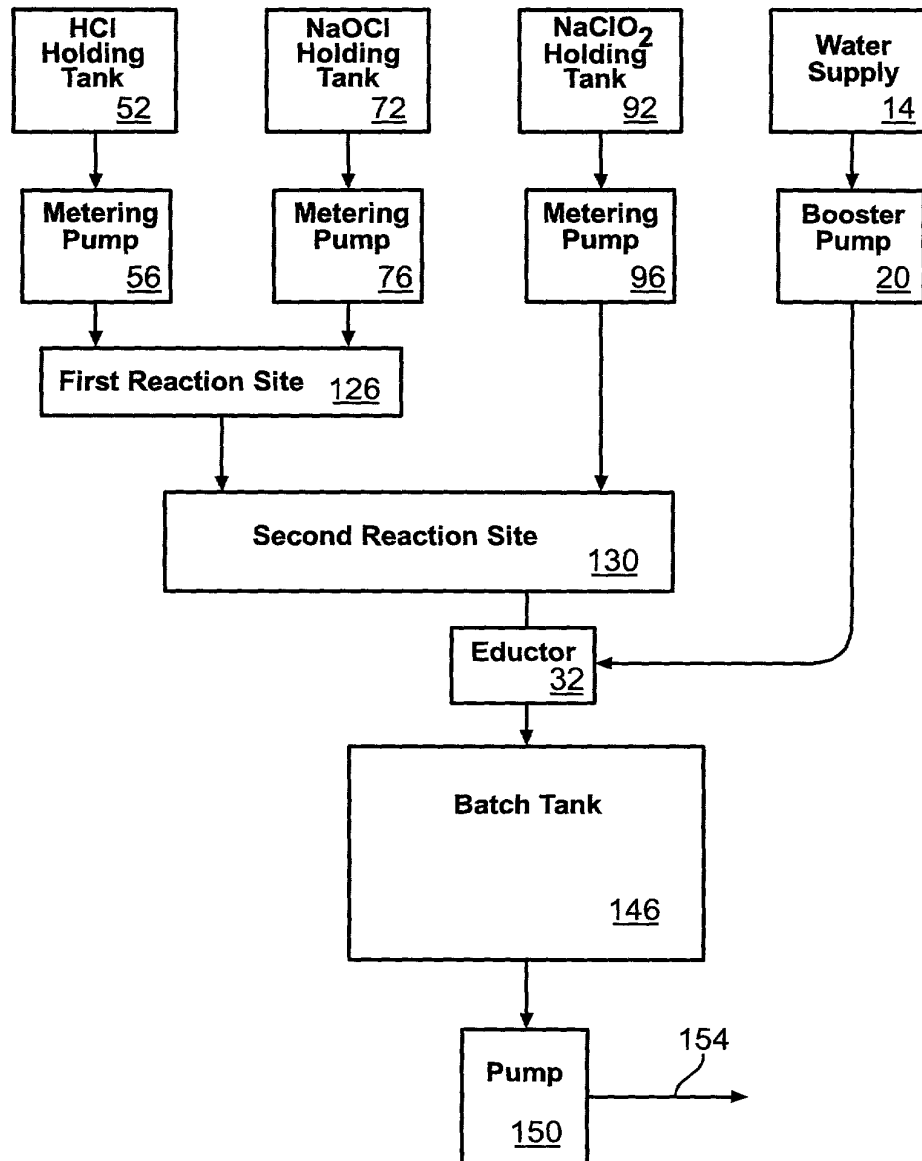 HCl
Holding
Tank
52
NaOCl
Holding
Tank
72
NaClO2
Holding
Tank
92
Water
Supply
14
Metering
Pump
56
Metering
Pump
76
Metering
Pump
96
Booster
Pump
20
First Reaction Site 126
Second Reaction Site
130
Eductor
32
Batch Tank
146
Pump
150
154